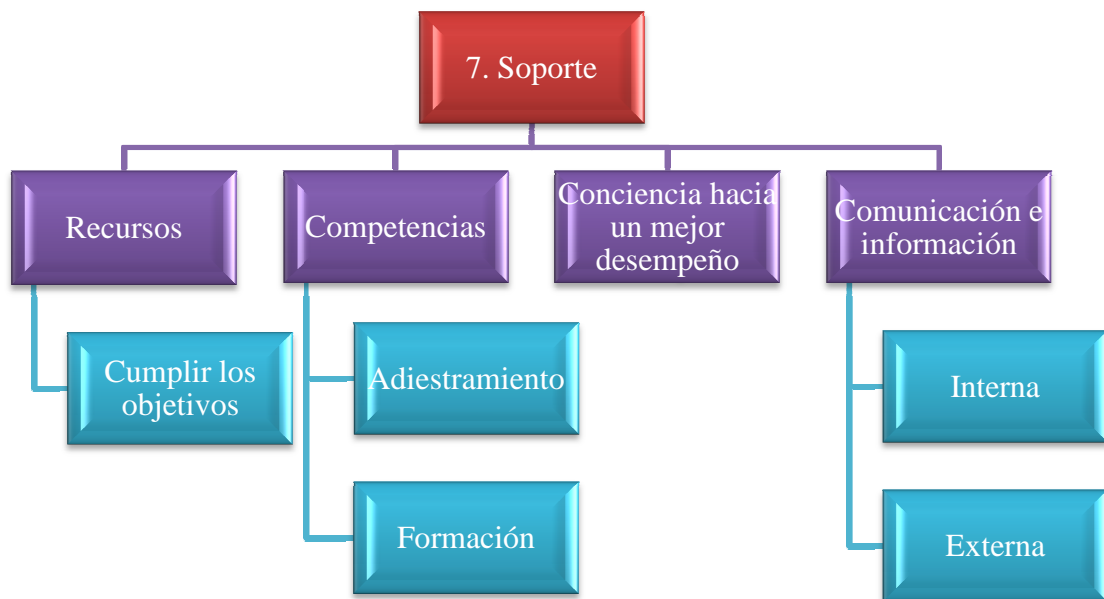 7. Soporte
Recursos
Competencias
Conciencia hacia
un mejor
desempeño
Comunicación e
información
Cumplir los
objetivos
Adiestramiento
Formación
Interna
Externa